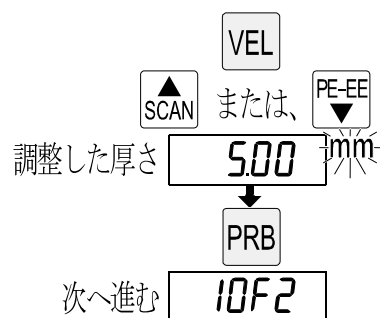 VEL
▲
SCAN
または、
PE-EE
▼
調整した厚さ
5.00
mm
PRB
次へ進む
1OF2